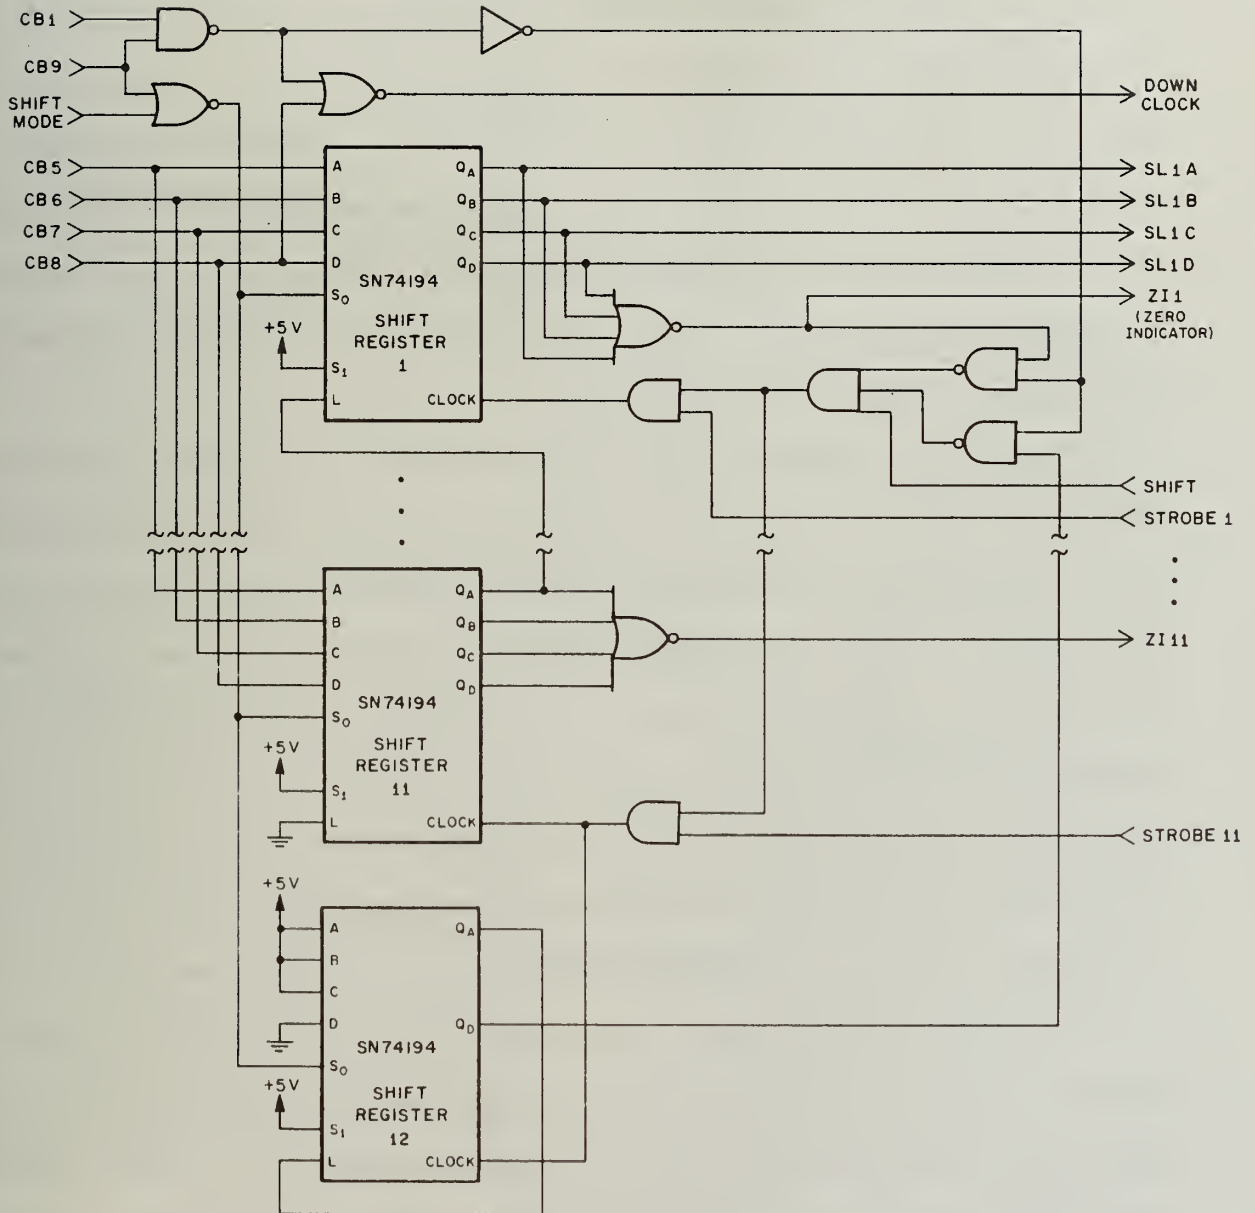 CB1
CB9
SHIFT
MODE
DOWN
CLOCK
CB5
CB6
CB7
CB8
A
B
C
D
S0
S1
L
QA
QB
QC
QD
SN74194
SHIFT
REGISTER
1
CLOCK
+5V
SL1A
SL1B
SL1C
SL1D
ZI1
(ZERO
INDICATOR)
SHIFT
STROBE 1
A
B
C
D
S0
S1
L
QA
QB
QC
QD
SN74194
SHIFT
REGISTER
11
CLOCK
+5V
ZI11
STROBE 11
+5V
A
B
C
D
S0
S1
L
QA
QD
SN74194
SHIFT
REGISTER
12
CLOCK
+5V